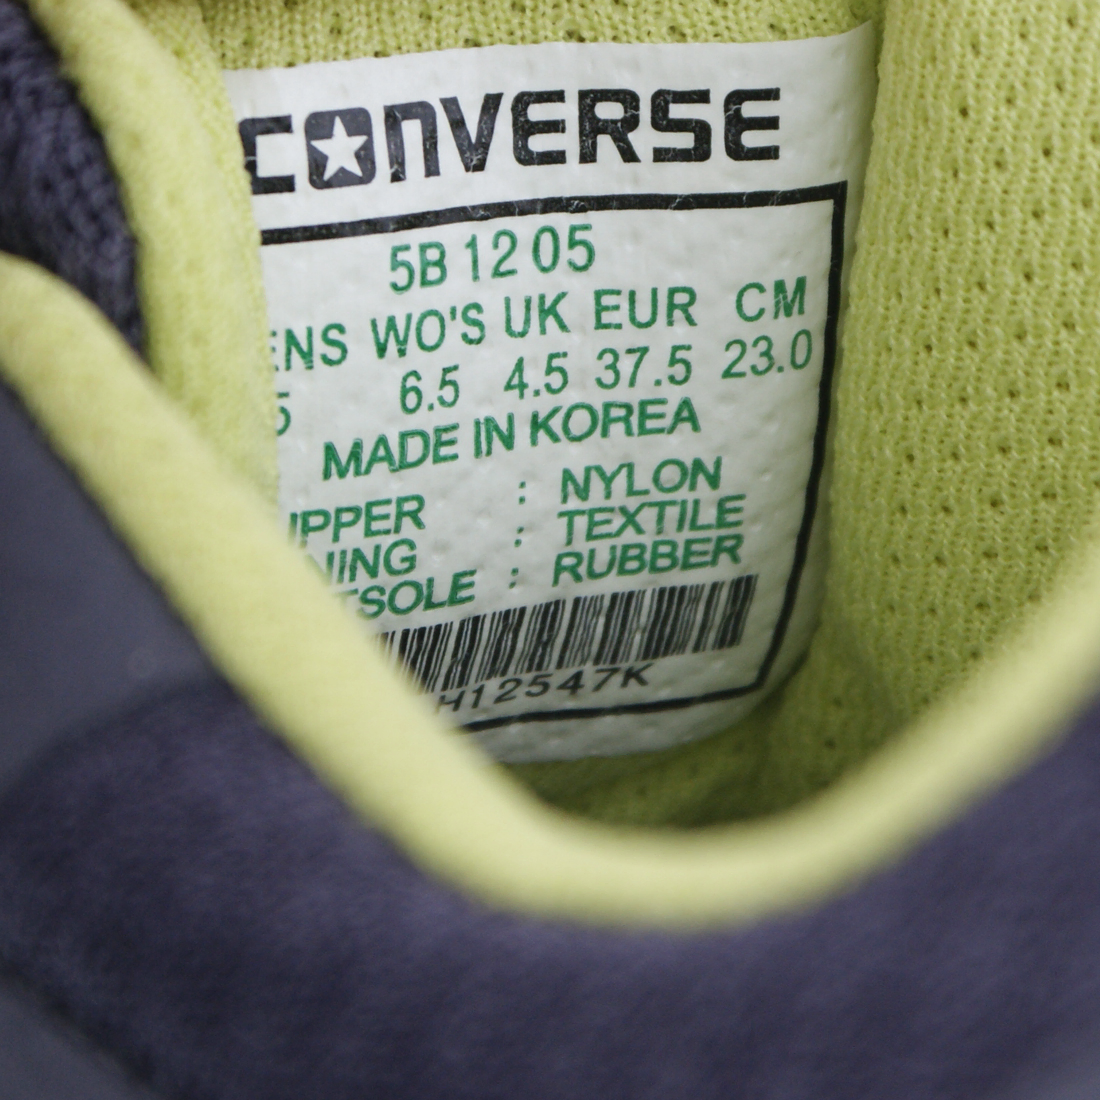 CONVERSE
5B 12 05
WO'S UK EUR CM
6.5 4.5 37.5 23.0
MADE IN KOREA
: NYLON
: TEXTILE
: RUBBER
H12547K